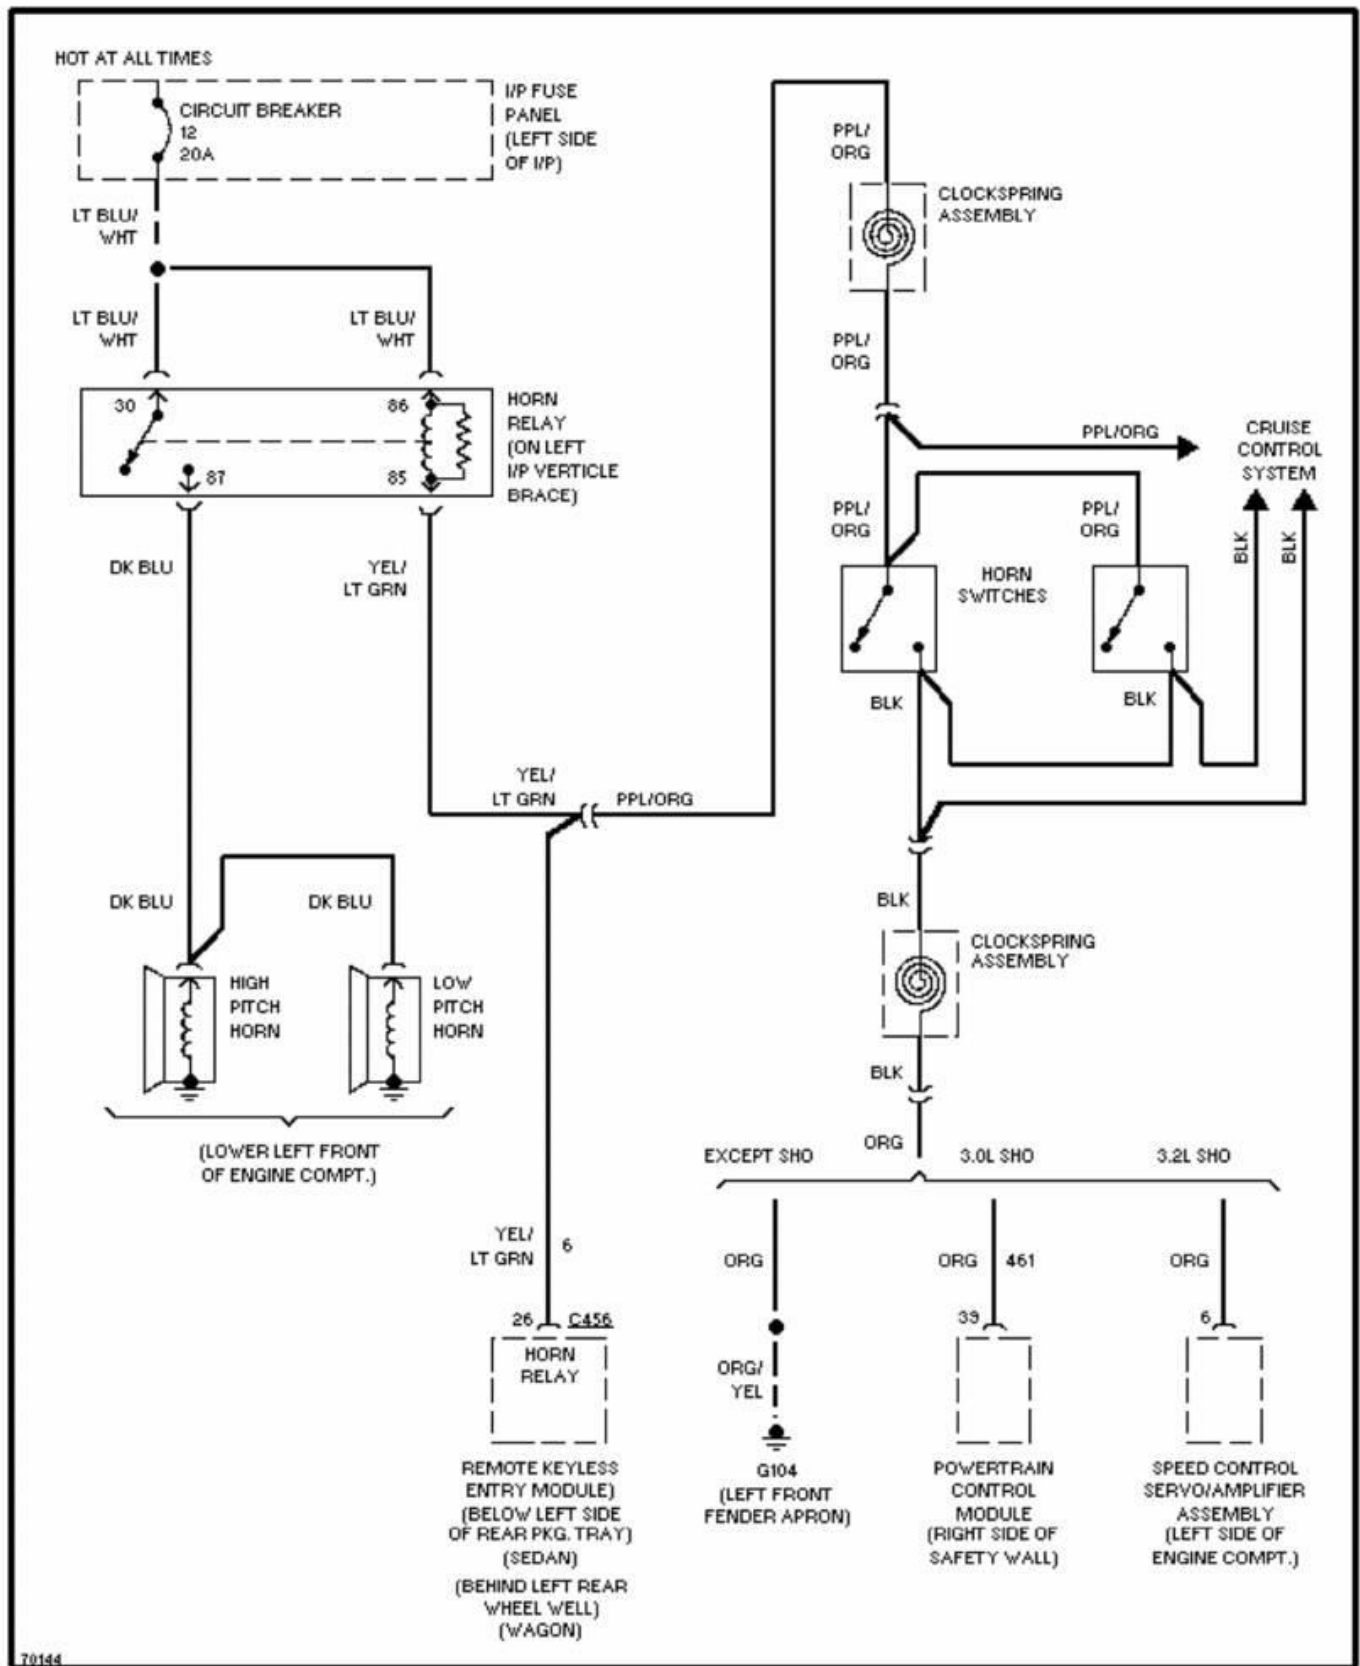 HOT AT ALL TIMES
CIRCUIT BREAKER
12
20A
I/P FUSE
PANEL
(LEFT SIDE
OF I/P)
LT BLU/
WHT
LT BLU/
WHT
LT BLU/
WHT
30
86
87
85
HORN
RELAY
(ON LEFT
I/P VERTICLE
BRACE)
DK BLU
YEL/
LT GRN
PPL/
ORG
CLOCKSPRING
ASSEMBLY
PPL/
ORG
PPL/ORG
CRUISE
CONTROL
SYSTEM
PPL/
ORG
PPL/
ORG
BLK
BLK
HORN
SWITCHES
BLK
BLK
YEL/
LT GRN
PPL/ORG
DK BLU
DK BLU
HIGH
PITCH
HORN
LOW
PITCH
HORN
(LOWER LEFT FRONT
OF ENGINE COMPT.)
BLK
CLOCKSPRING
ASSEMBLY
BLK
ORG
EXCEPT SHO
3.0L SHO
3.2L SHO
YEL/
LT GRN
6
ORG
ORG
461
ORG
26
C456
39
6
HORN
RELAY
ORG/
YEL
REMOTE KEYLESS
ENTRY MODULE)
(BELOW LEFT SIDE
OF REAR PKG. TRAY)
(SEDAN)
(BEHIND LEFT REAR
WHEEL WELL)
(WAGON)
G104
(LEFT FRONT
FENDER APRON)
POWERTRAIN
CONTROL
MODULE
(RIGHT SIDE OF
SAFETY WALL)
SPEED CONTROL
SERVO/AMPLIFIER
ASSEMBLY
(LEFT SIDE OF
ENGINE COMPT.)
70144